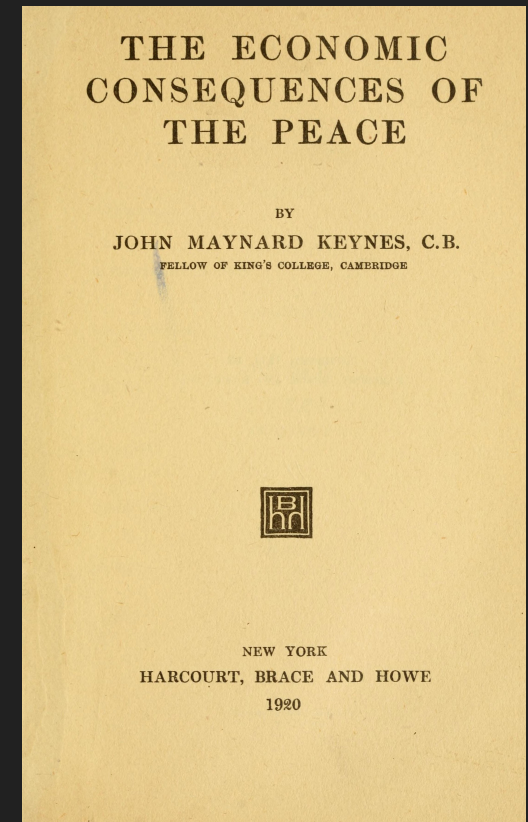 THE ECONOMIC
CONSEQUENCES OF
THE PEACE
BY
JOHN MAYNARD KEYNES, C.B.
FELLOW OF KING'S COLLEGE, CAMBRIDGE
HBH
NEW YORK
HARCOURT, BRACE AND HOWE
1920